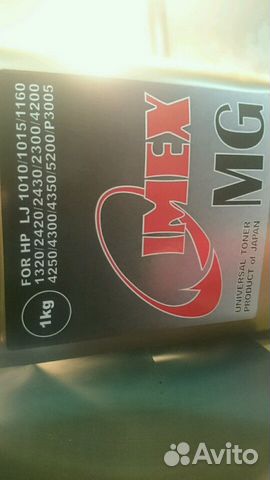 FOR HP LJ 1010/1015/1160
1320/2420/2430/2300/4200
4250/4300/4350/5200/P3005
1kg
IMEX
MG
UNIVERSAL TONER
PRODUCT of JAPAN
Avito